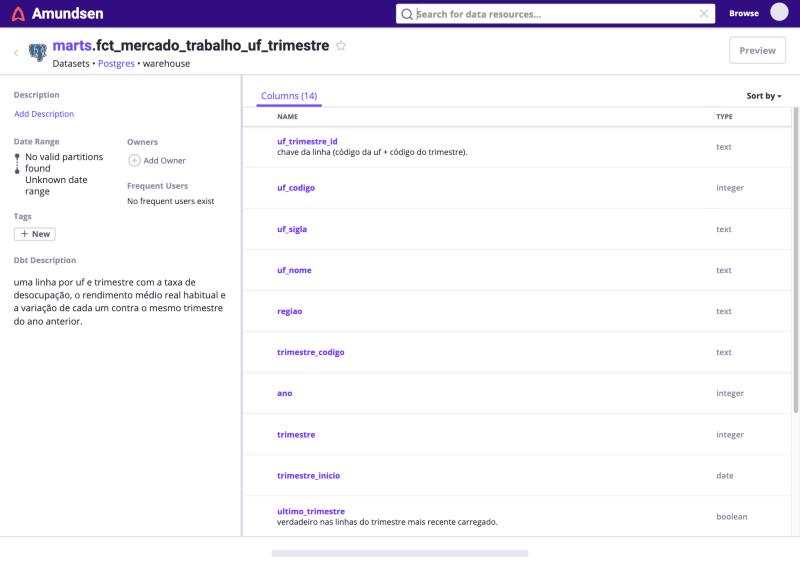 Amundsen
Search for data resources...
Browse
marts.fct_mercado_trabalho_uf_trimestre
Datasets • Postgres • warehouse
Preview
Description
Add Description
Date Range
No valid partitions
found
Unknown date
range
Owners
Add Owner
Frequent Users
No frequent users exist
Tags
+ New
Dbt Description
uma linha por uf e trimestre com a taxa de
desocupação, o rendimento médio real habitual e
a variação de cada um contra o mesmo trimestre
do ano anterior.
Columns (14)
Sort by
NAME TYPE
uf_trimestre_id text
chave da linha (código da uf + código do trimestre).
uf_codigo integer
uf_sigla text
uf_nome text
regiao text
trimestre_codigo text
ano integer
trimestre integer
trimestre_inicio date
ultimo_trimestre boolean
verdadeiro nas linhas do trimestre mais recente carregado.